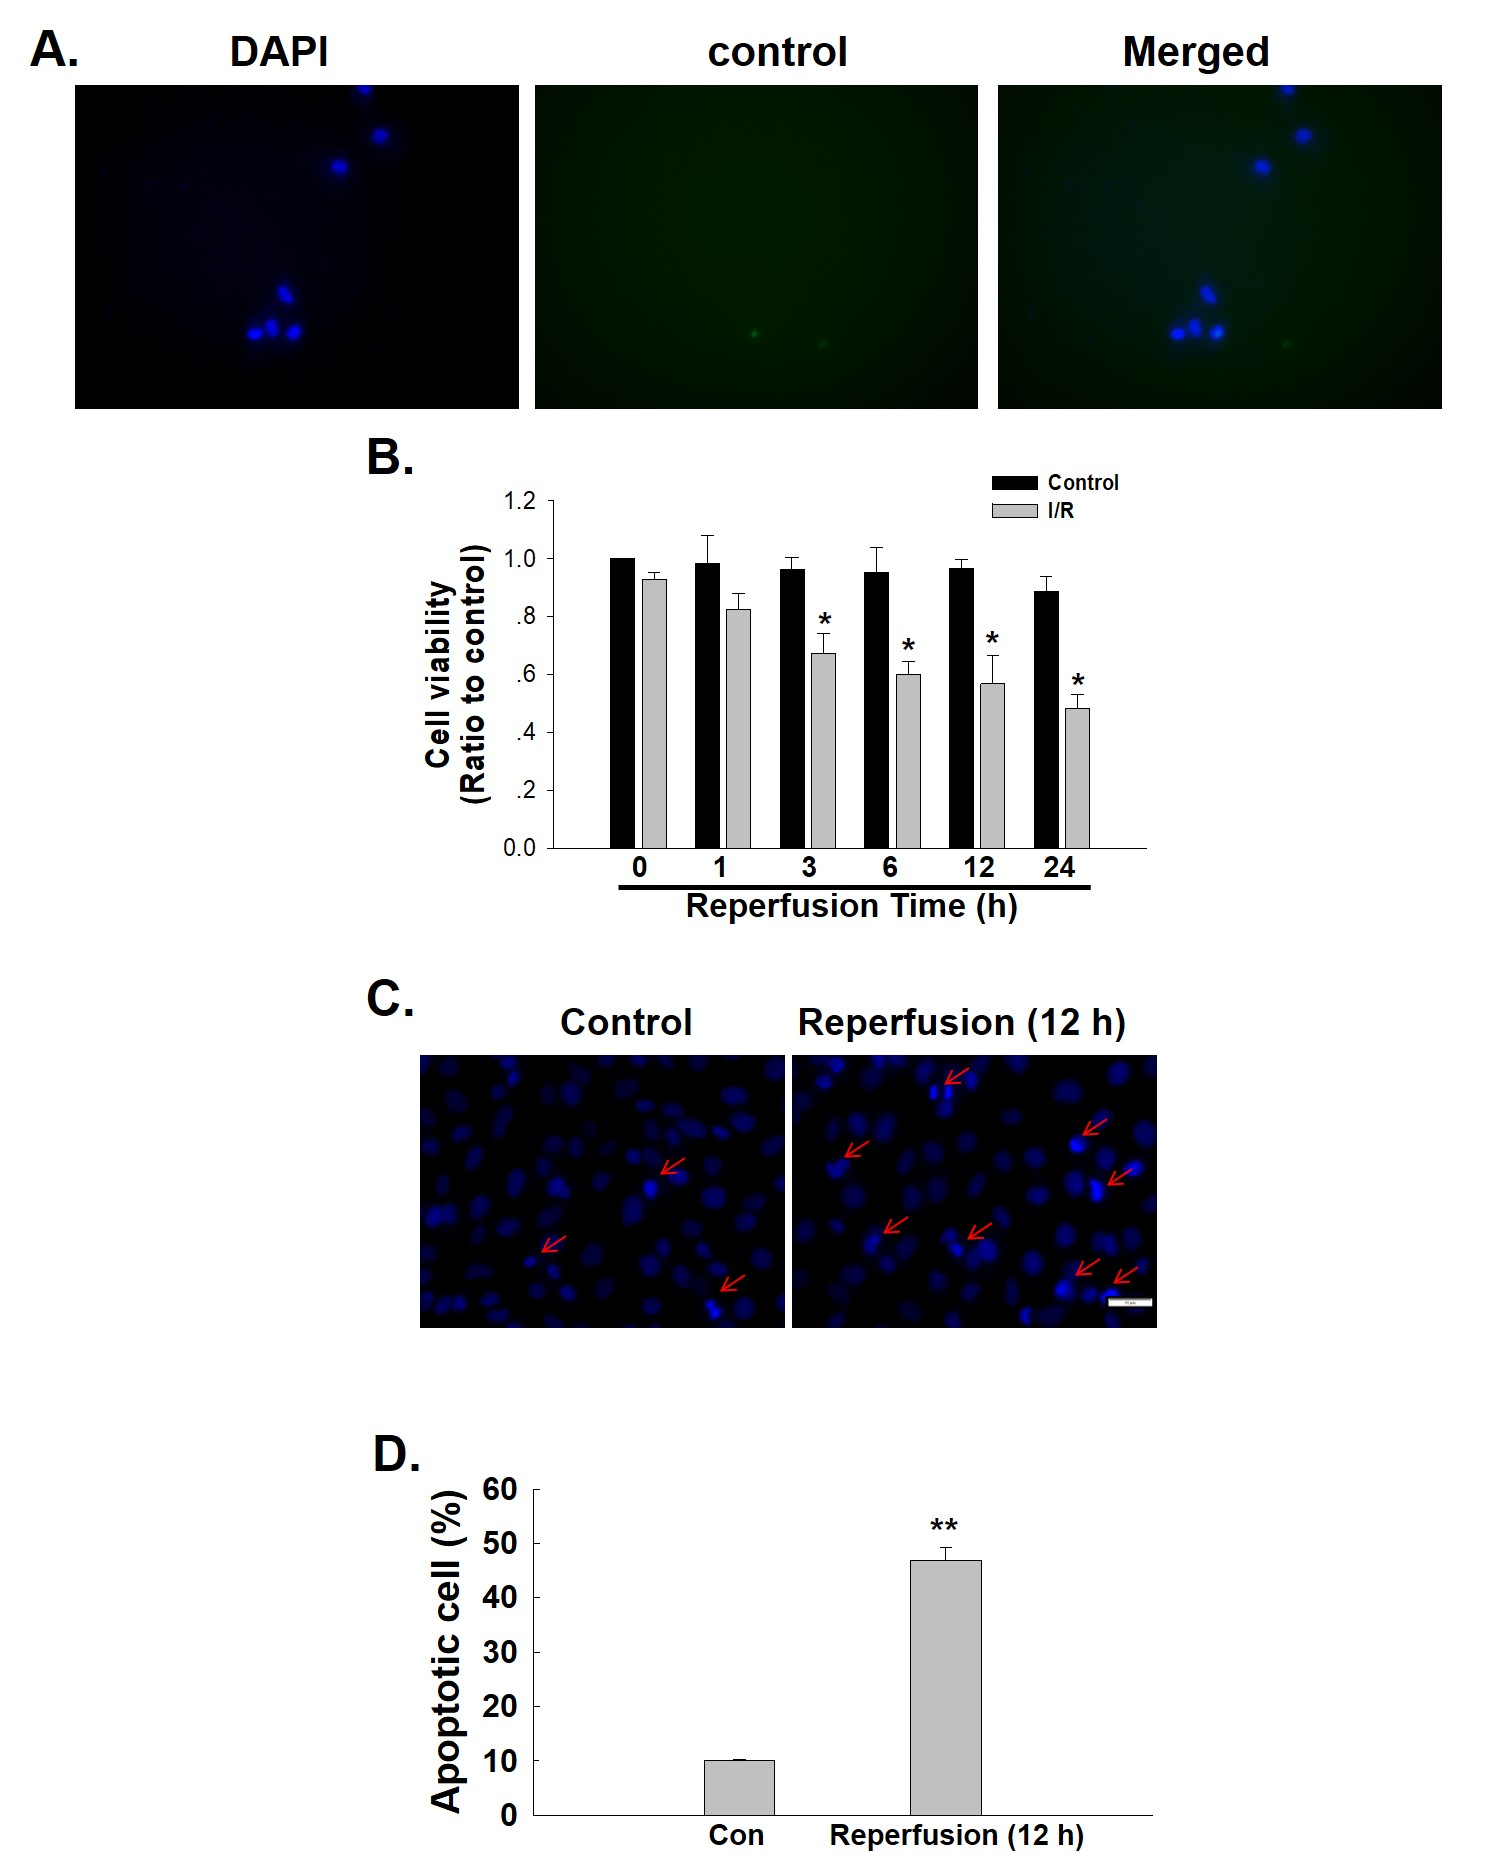 A.
DAPI
control
Merged
B.
Control
I/R
1.2
1.0
.8
.6
.4
.2
0.0
Cell viability
(Ratio to control)
*
*
*
*
0
1
3
6
12
24
Reperfusion Time (h)
C.
Control
Reperfusion (12 h)
D.
60
50
40
30
20
10
0
Apoptotic cell (%)
**
Con
Reperfusion (12 h)